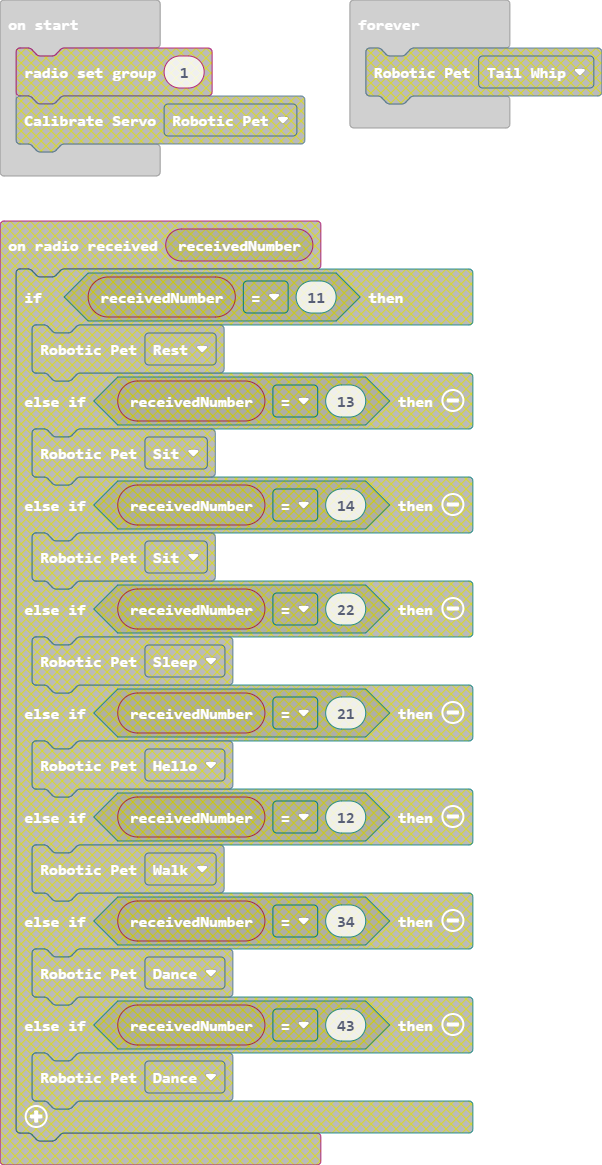 on start
radio set group 1
Calibrate Servo Robotic Pet
forever
Robotic Pet Tail Whip
on radio received receivedNumber
if receivedNumber = 11 then
Robotic Pet Rest
else if receivedNumber = 13 then
Robotic Pet Sit
else if receivedNumber = 14 then
Robotic Pet Sit
else if receivedNumber = 22 then
Robotic Pet Sleep
else if receivedNumber = 21 then
Robotic Pet Hello
else if receivedNumber = 12 then
Robotic Pet Walk
else if receivedNumber = 34 then
Robotic Pet Dance
else if receivedNumber = 43 then
Robotic Pet Dance